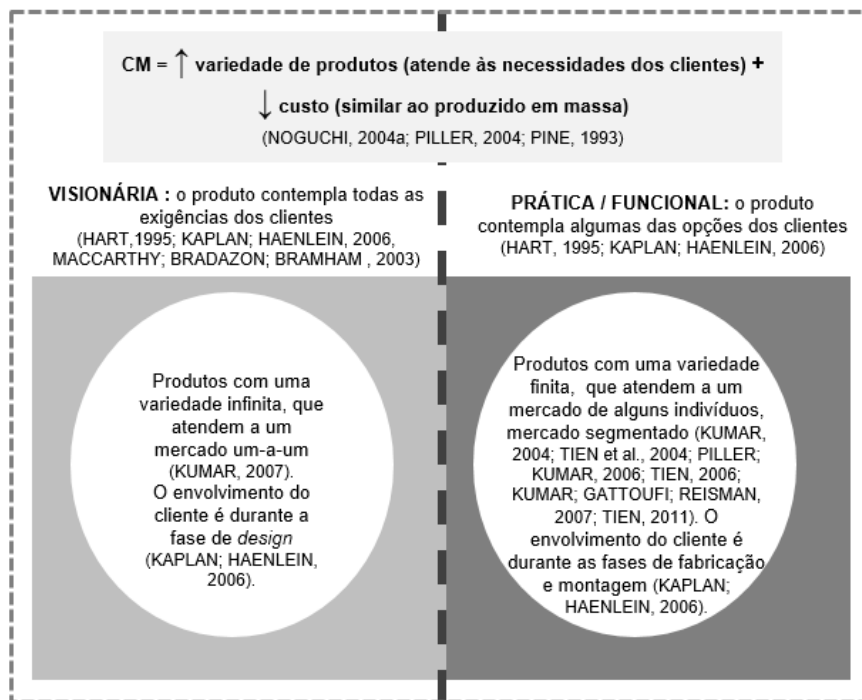 CM = ↑ variedade de produtos (atende às necessidades dos clientes) +
↓ custo (similar ao produzido em massa)
(NOGUCHI, 2004a; PILLER, 2004; PINE, 1993)
VISIONÁRIA : o produto contempla todas as
exigências dos clientes
(HART,1995; KAPLAN; HAENLEIN, 2006,
MACCARTHY; BRADAZON; BRAMHAM , 2003)
PRÁTICA / FUNCIONAL: o produto
contempla algumas das opções dos clientes
(HART, 1995; KAPLAN; HAENLEIN, 2006)
Produtos com uma
variedade infinita, que
atendem a um
mercado um-a-um
(KUMAR, 2007).
O envolvimento do
cliente é durante a
fase de design
(KAPLAN; HAENLEIN,
2006).
Produtos com uma variedade
finita, que atendem a um
mercado de alguns indivíduos,
mercado segmentado (KUMAR,
2004; TIEN et al., 2004; PILLER;
KUMAR, 2006; TIEN, 2006;
KUMAR; GATTOUFI; REISMAN,
2007; TIEN, 2011). O
envolvimento do cliente é
durante as fases de fabricação
e montagem (KAPLAN;
HAENLEIN, 2006).